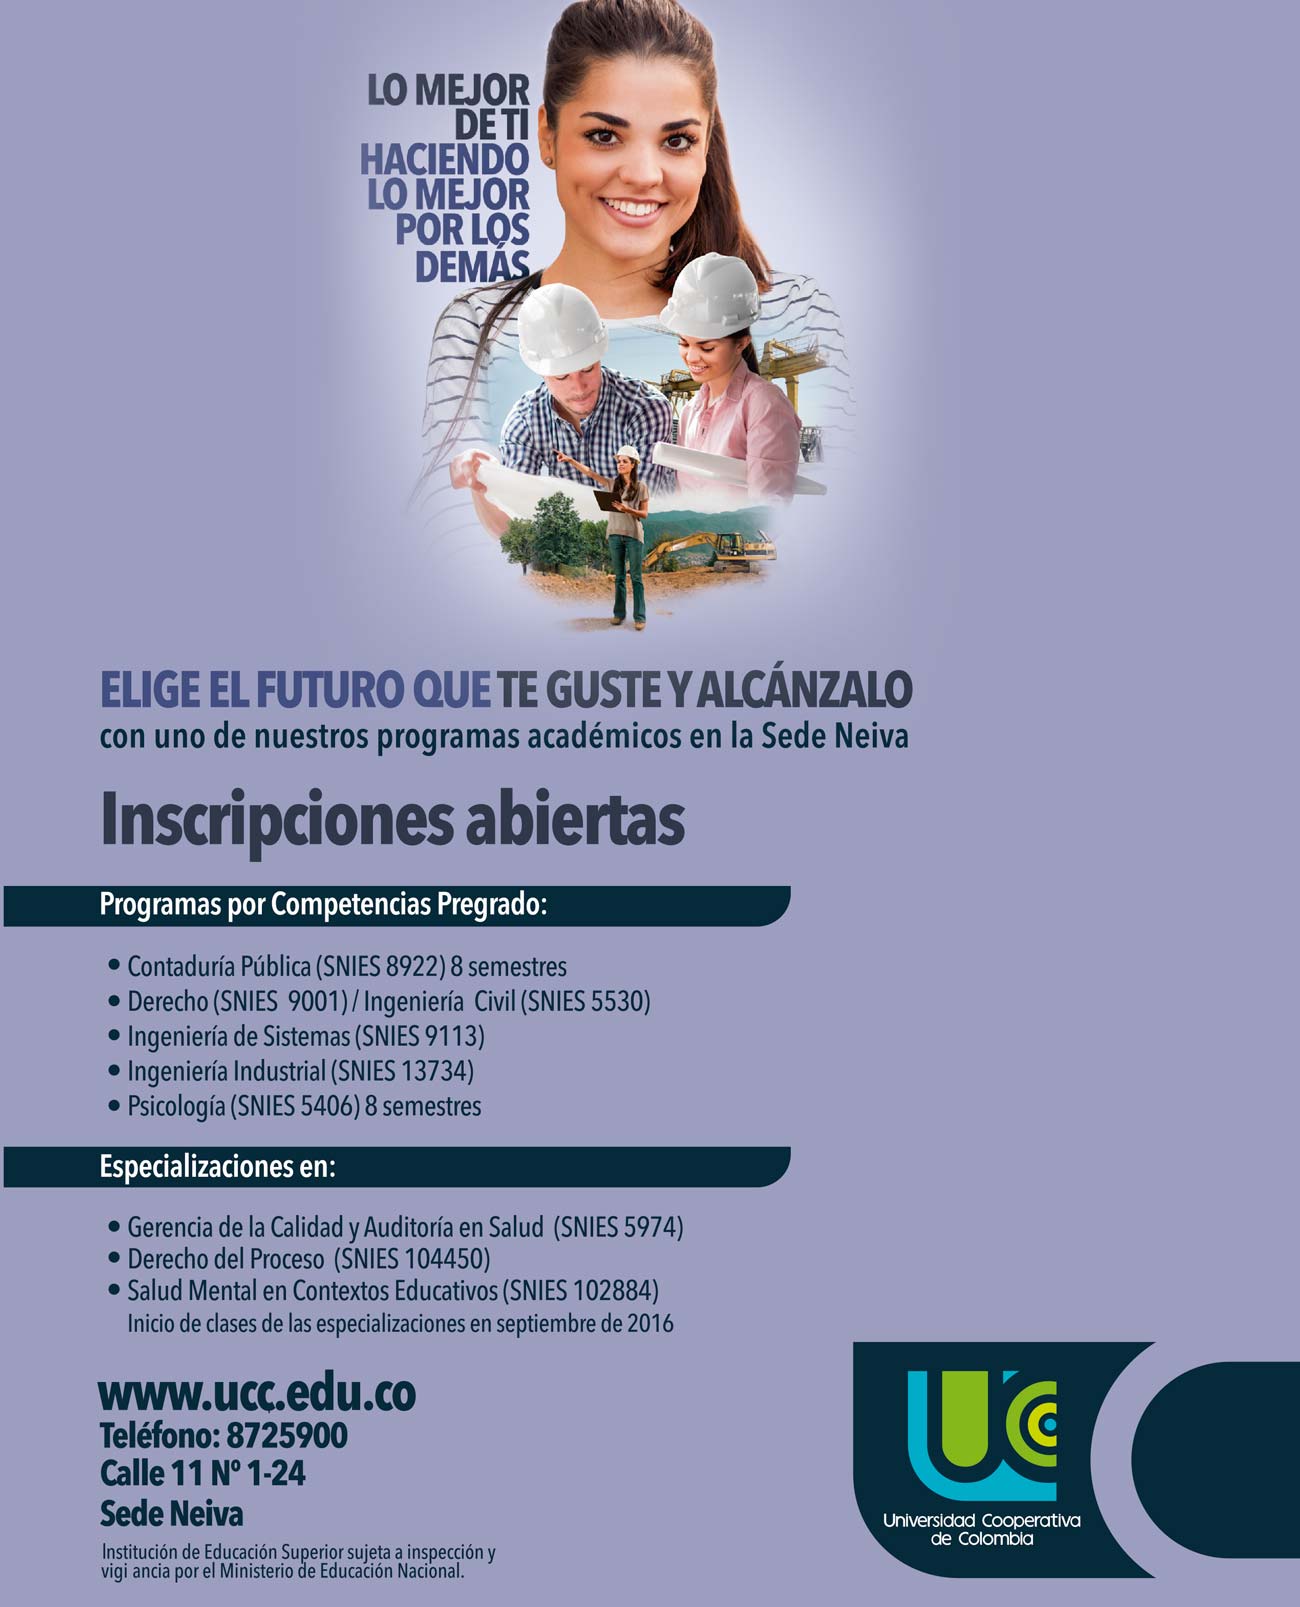 LO MEJOR
DE TI
HACIENDO
LO MEJOR
POR LOS
DEMÁS
ELIGE EL FUTURO QUE TE GUSTE Y ALCÁNZALO
con uno de nuestros programas académicos en la Sede Neiva
Inscripciones abiertas
Programas por Competencias Pregrado:
• Contaduría Pública (SNIES 8922) 8 semestres
• Derecho (SNIES 9001) / Ingeniería Civil (SNIES 5530)
• Ingeniería de Sistemas (SNIES 9113)
• Ingeniería Industrial (SNIES 13734)
• Psicología (SNIES 5406) 8 semestres
Especializaciones en:
• Gerencia de la Calidad y Auditoría en Salud (SNIES 5974)
• Derecho del Proceso (SNIES 104450)
• Salud Mental en Contextos Educativos (SNIES 102884)
Inicio de clases de las especializaciones en septiembre de 2016
www.ucc.edu.co
Teléfono: 8725900
Calle 11 Nº 1-24
Sede Neiva
Institución de Educación Superior sujeta a inspección y
vigi ancia por el Ministerio de Educación Nacional.
UCC
Universidad Cooperativa
de Colombia